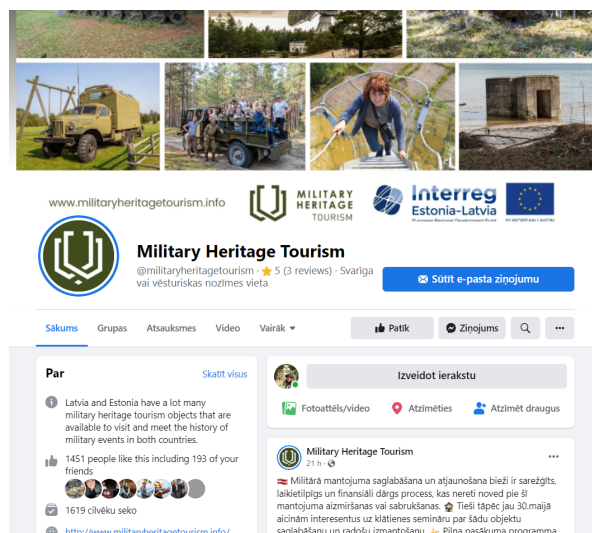 www.militaryheritagetourism.info
MILITARY
HERITAGE
TOURISM
Interreg
Estonia-Latvia
European Regional Development Fund
EUROPEAN UNION
Military Heritage Tourism
@militaryheritagetourism · 5 (3 reviews) · Svarīga
vai vēsturiskas nozīmes vieta
Sūtīt e-pasta ziņojumu
Sākums
Grupas
Atsauksmes
Video
Vairāk
Patīk
Ziņojums
Par
Skatīt visus
Latvia and Estonia have a lot many
military heritage tourism objects that are
available to visit and meet the history of
military events in both countries.
1451 people like this including 193 of your
friends
1619 cilvēku seko
http://www.militaryheritagetourism.info/
Izveidot ierakstu
Fotoattēls/video
Atzīmēties
Atzīmēt draugus
Military Heritage Tourism
21 h ·
Militārā mantojuma saglabāšana un atjaunošana bieži ir sarežģīts,
laikietilpīgs un finansiāli dārgs process, kas nereti noved pie šī
mantojuma aizmiršanas vai sabrukšanas. Tieši tāpēc jau 30.maijā
aicinām interesentus uz klātienes semināru par šādu objektu
saglabāšanu un radošu izmantošanu. Pilna pasākuma programma